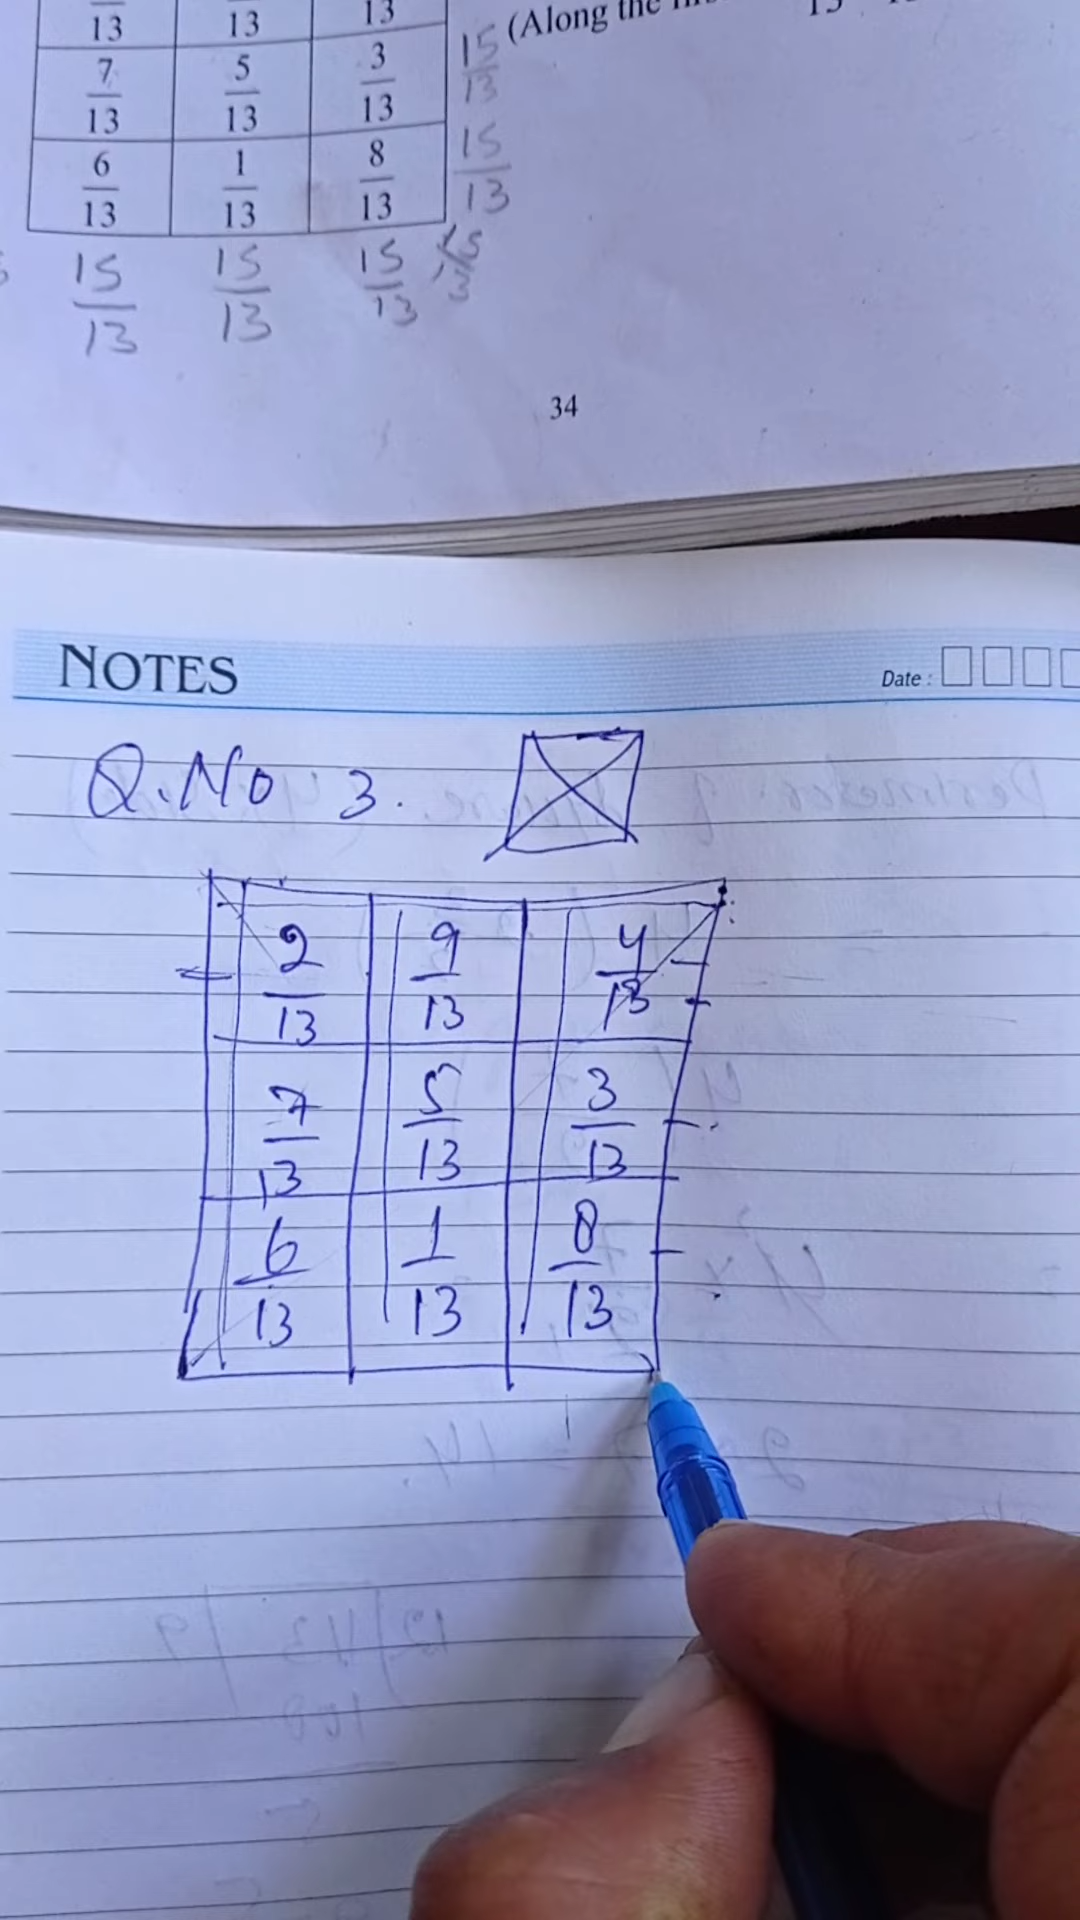 13 13 13
(Along the
7/13 5/13 3/13 15/13
6/13 1/13 8/13 15/13
15/13 15/13 15/13 15/13
34
NOTES Date :
Q.No 3.
2/13 9/13 4/13
7/13 5/13 3/13
6/13 1/13 8/13